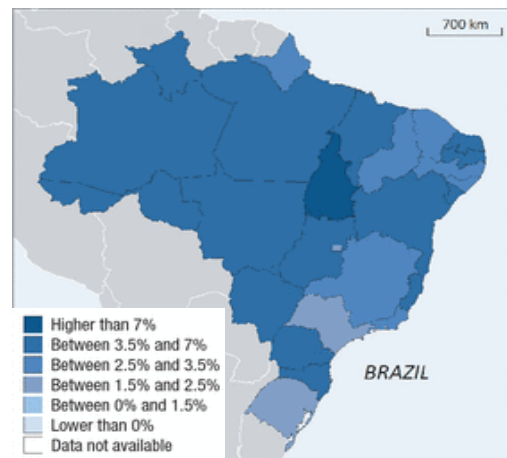 700 km
Higher than 7%
Between 3.5% and 7%
Between 2.5% and 3.5%
Between 1.5% and 2.5%
Between 0% and 1.5%
Lower than 0%
Data not available
BRAZIL